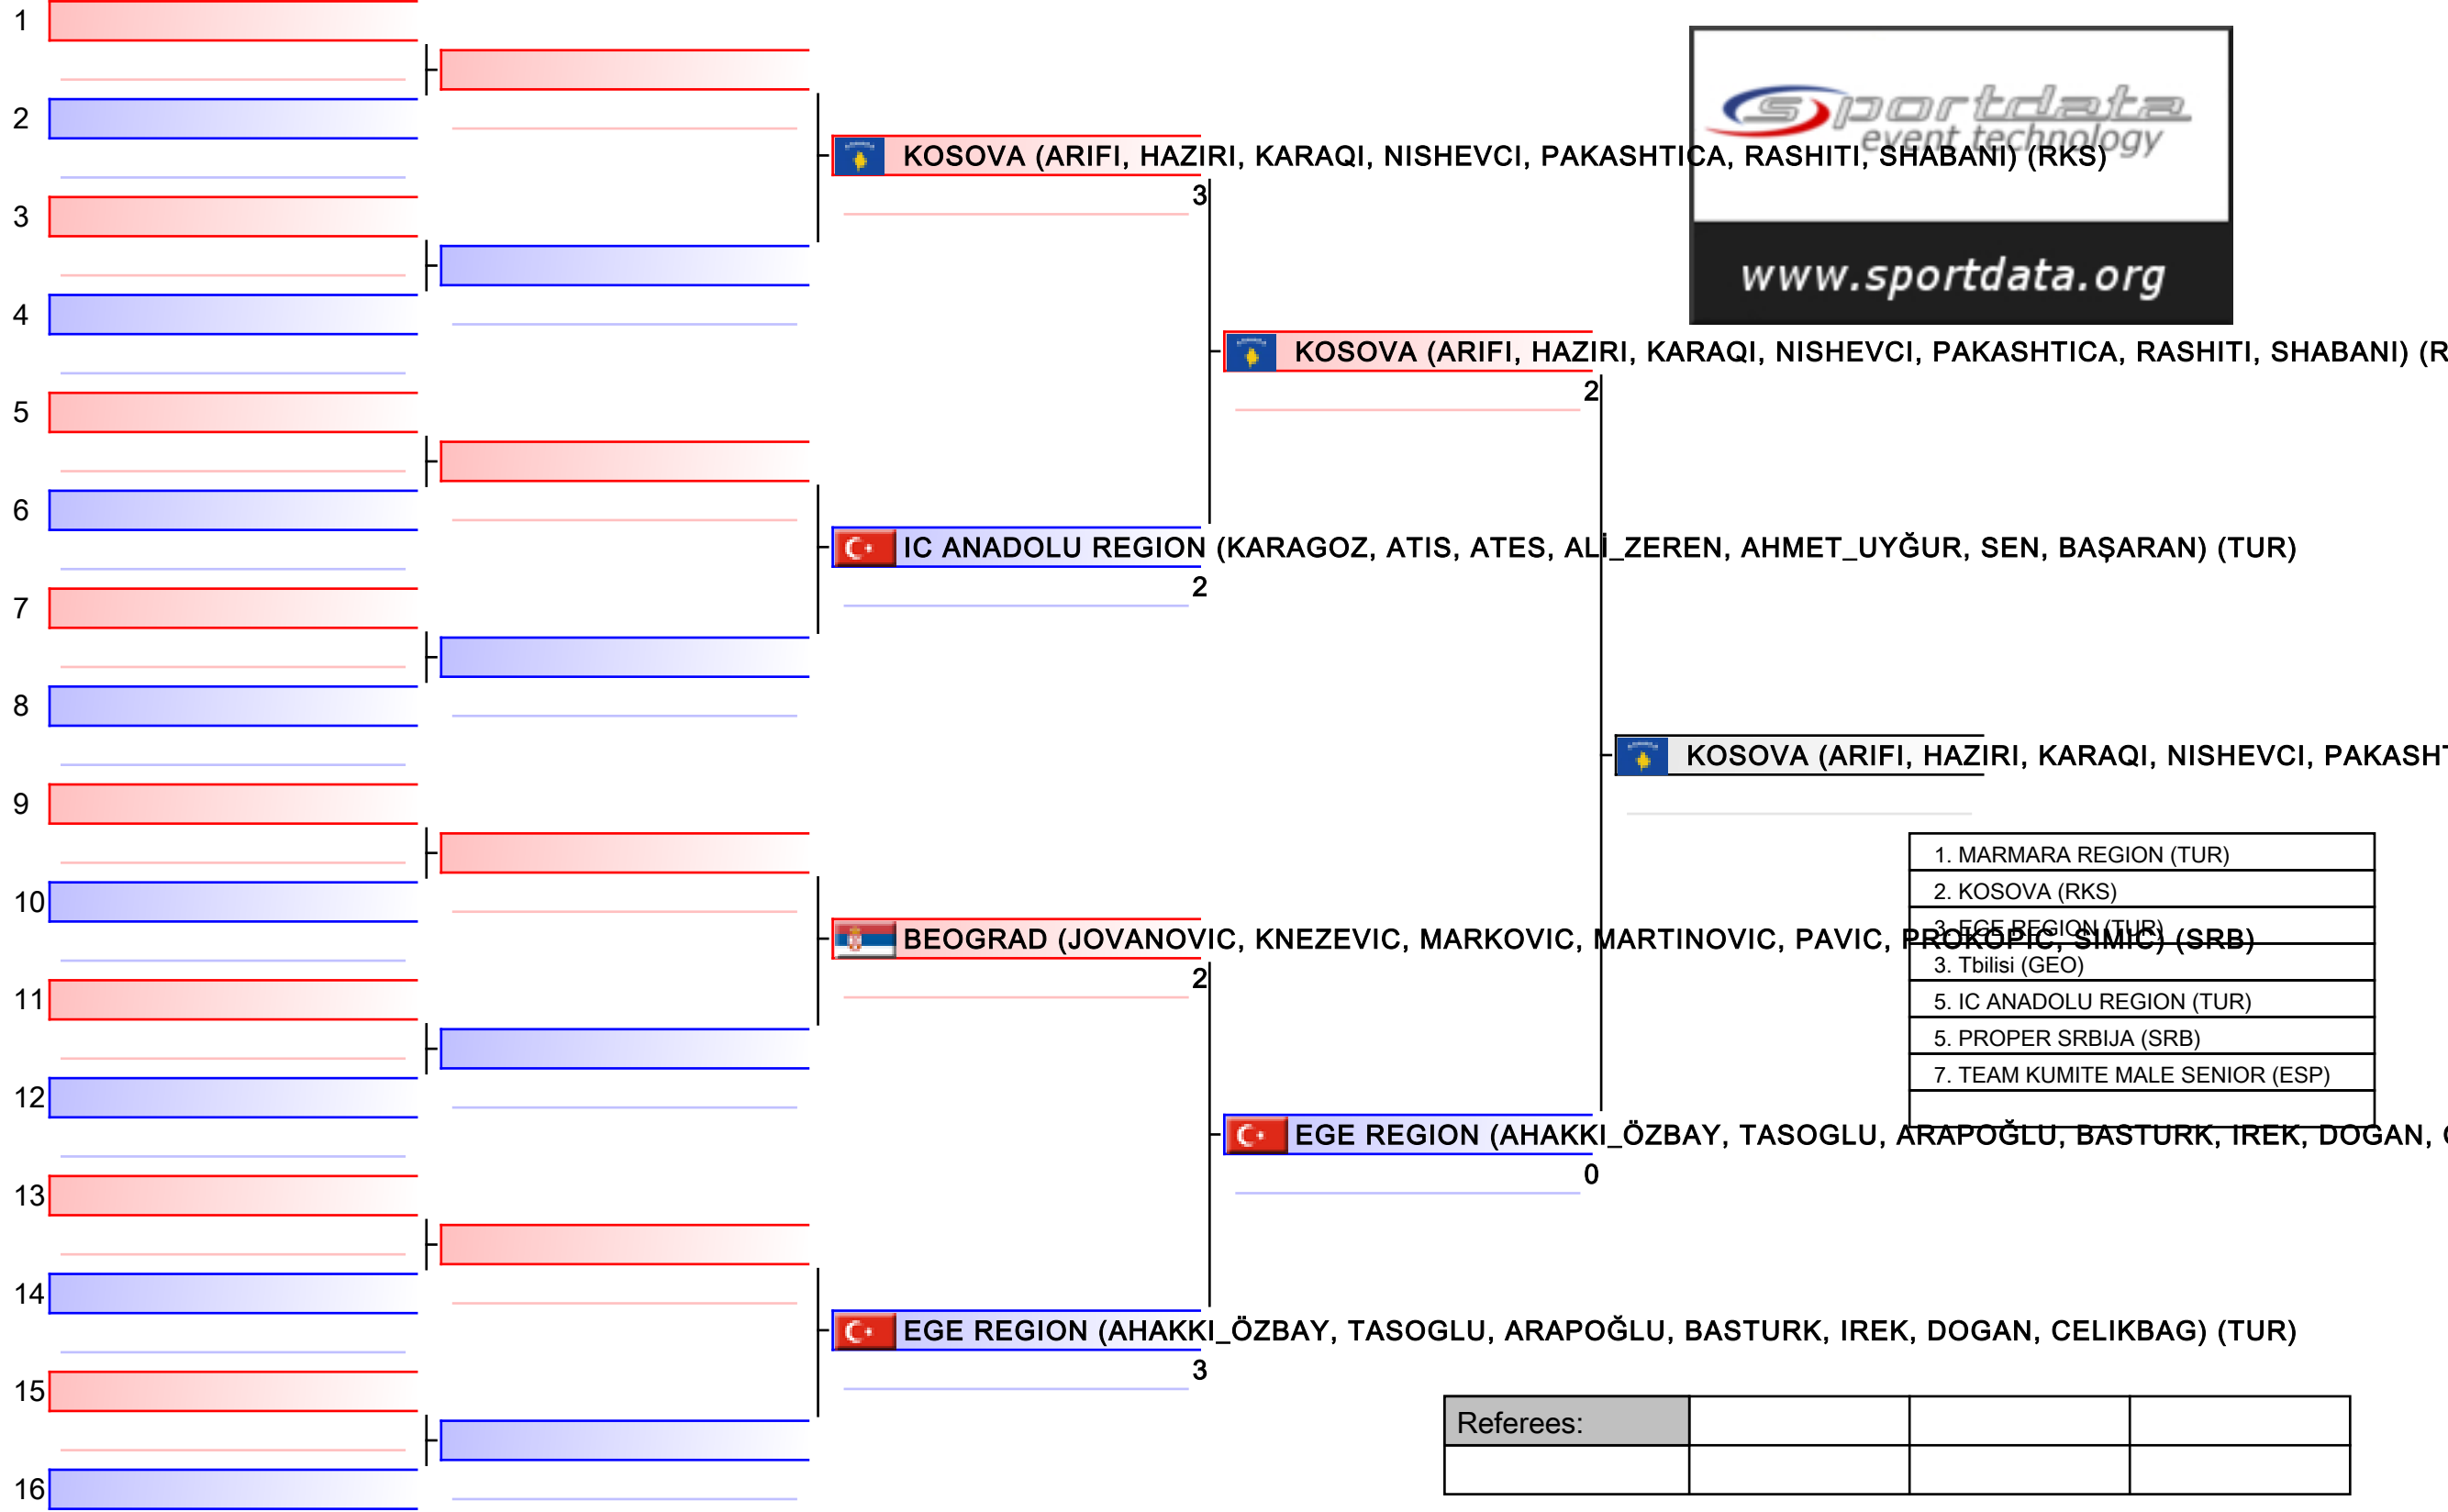 1
2
sportdata
event technology
KOSOVA (ARIFI, HAZIRI, KARAQI, NISHEVCI, PAKASHTICA, RASHITI, SHABANI) (RKS)
3
3
www.sportdata.org
4
KOSOVA (ARIFI, HAZIRI, KARAQI, NISHEVCI, PAKASHTICA, RASHITI, SHABANI) (R
2
5
6
IC ANADOLU REGION (KARAGOZ, ATIS, ATES, ALİ_ZEREN, AHMET_UYĞUR, SEN, BAŞARAN) (TUR)
2
7
8
KOSOVA (ARIFI, HAZIRI, KARAQI, NISHEVCI, PAKASHT
9
1. MARMARA REGION (TUR)
2. KOSOVA (RKS)
10
3. EGE REGION (TUR)
BEOGRAD (JOVANOVIC, KNEZEVIC, MARKOVIC, MARTINOVIC, PAVIC, PROKOPIC, SIMIC) (SRB)
3. Tbilisi (GEO)
2
11
5. IC ANADOLU REGION (TUR)
5. PROPER SRBIJA (SRB)
7. TEAM KUMITE MALE SENIOR (ESP)
12
EGE REGION (AHAKKI_ÖZBAY, TASOGLU, ARAPOĞLU, BASTURK, IREK, DOGAN,
0
13
14
EGE REGION (AHAKKI_ÖZBAY, TASOGLU, ARAPOĞLU, BASTURK, IREK, DOGAN, CELIKBAG) (TUR)
3
15
Referees:
16